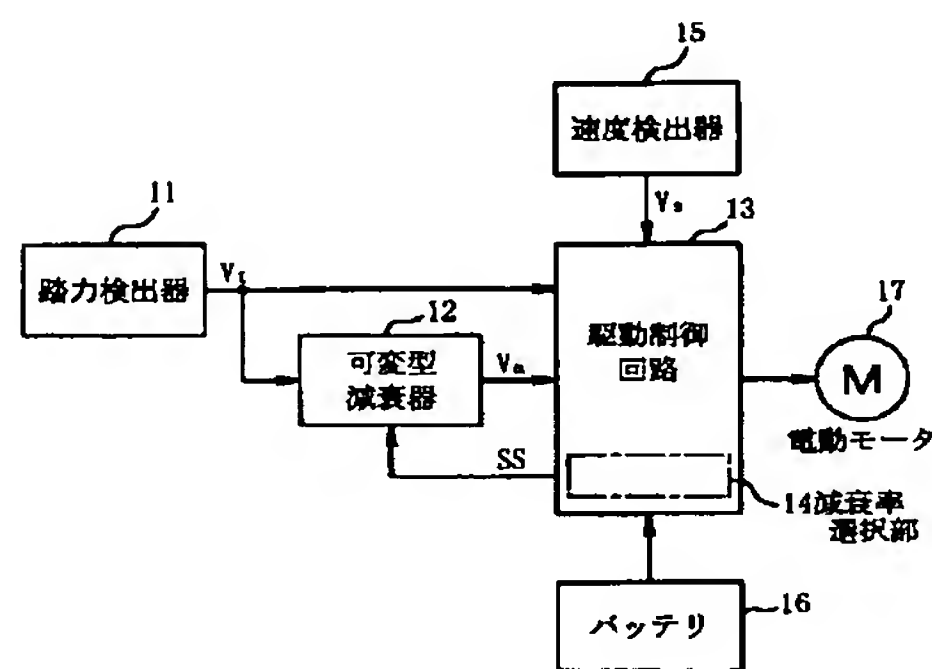 15
速度検出器
Vs
13
11
踏力検出器
Vt
12
可変型
減衰器
Va
SS
駆動制御
回路
17
M
電動モータ
14減衰率
選択部
16
バッテリ